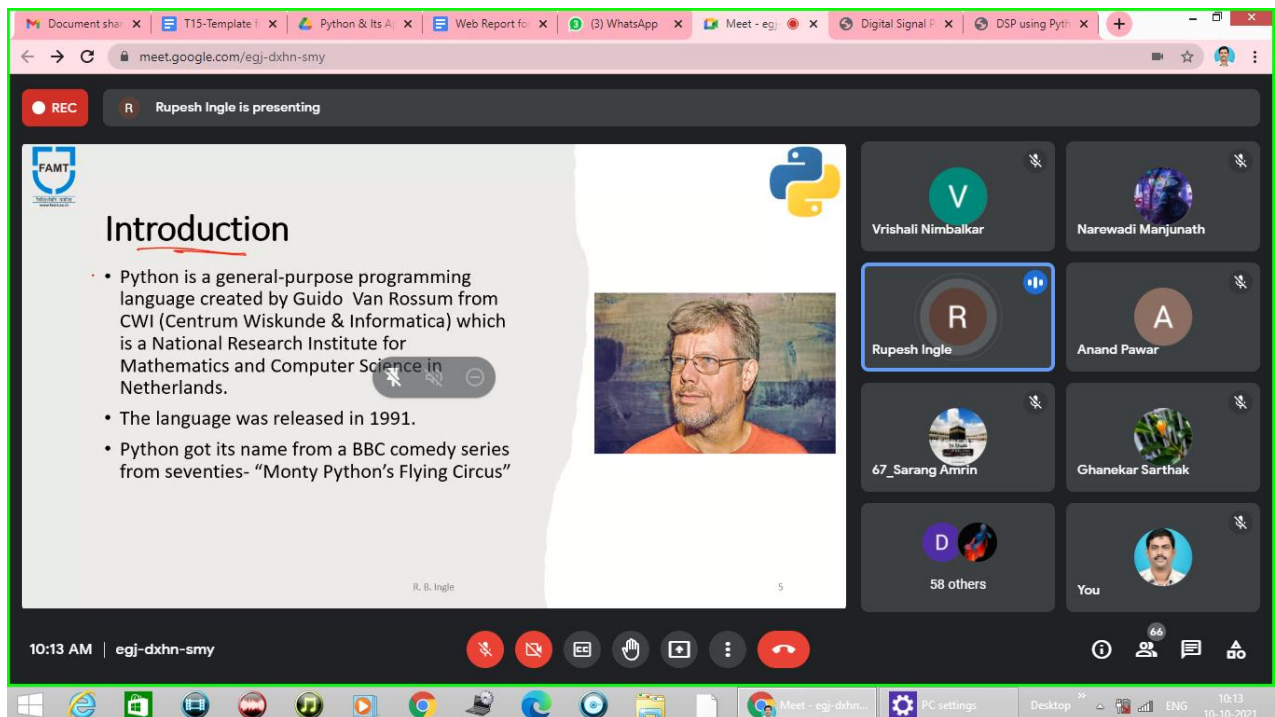 Document shar
T15-Template f
Python & Its Ap
Web Report for
(3) WhatsApp
Meet - egj-
Digital Signal P
DSP using Pyth
meet.google.com/egj-dxhn-smy
REC
R
Rupesh Ingle is presenting
FAMT
Introduction
• Python is a general-purpose programming
language created by Guido Van Rossum from
CWI (Centrum Wiskunde & Informatica) which
is a National Research Institute for
Mathematics and Computer Science in
Netherlands.
• The language was released in 1991.
• Python got its name from a BBC comedy series
from seventies- “Monty Python’s Flying Circus”
R. B. Ingle
5
V
Vrishali Nimbalkar
Narewadi Manjunath
R
Rupesh Ingle
A
Anand Pawar
67_Sarang Amrin
Ghanekar Sarthak
D
58 others
You
10:13 AM | egj-dxhn-smy
CC
66
Meet - egj-dxhn...
PC settings
Desktop
ENG
10:13
10-10-2021